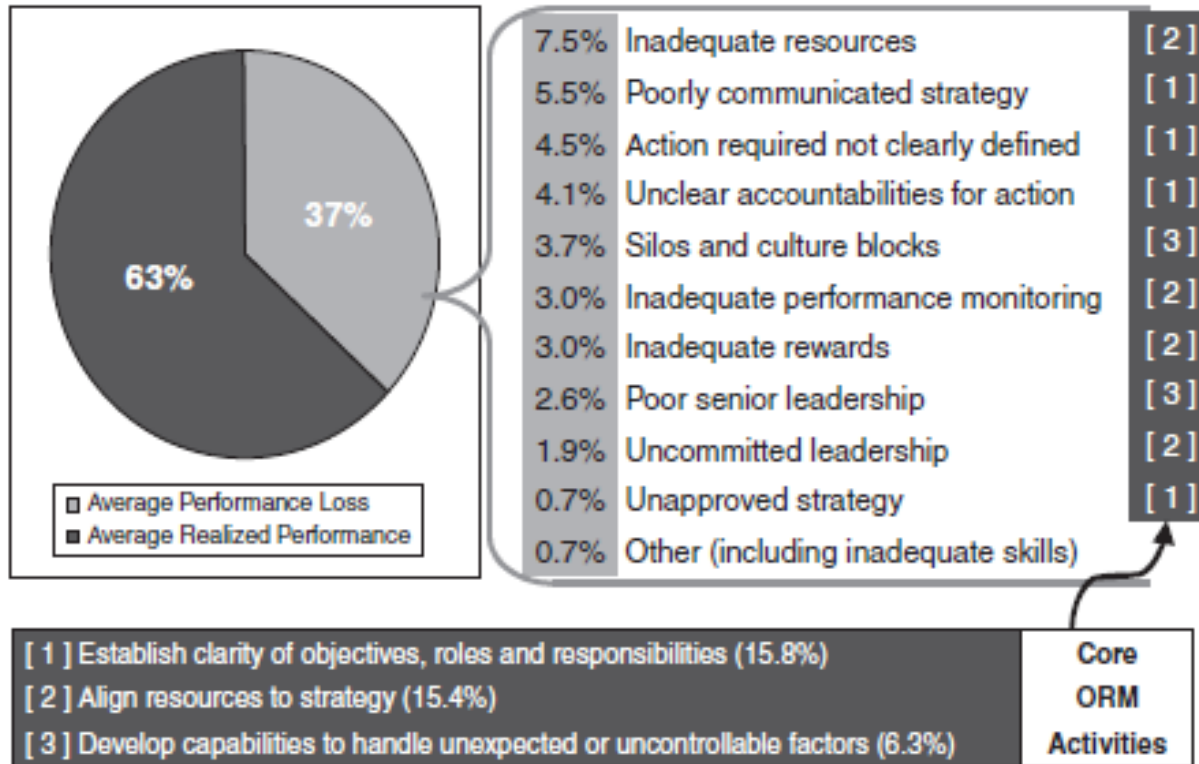 37%
63%
Average Performance Loss
Average Realized Performance
7.5% Inadequate resources [ 2 ]
5.5% Poorly communicated strategy [ 1 ]
4.5% Action required not clearly defined [ 1 ]
4.1% Unclear accountabilities for action [ 1 ]
3.7% Silos and culture blocks [ 3 ]
3.0% Inadequate performance monitoring [ 2 ]
3.0% Inadequate rewards [ 2 ]
2.6% Poor senior leadership [ 3 ]
1.9% Uncommitted leadership [ 2 ]
0.7% Unapproved strategy [ 1 ]
0.7% Other (including inadequate skills)
[ 1 ] Establish clarity of objectives, roles and responsibilities (15.8%)
[ 2 ] Align resources to strategy (15.4%)
[ 3 ] Develop capabilities to handle unexpected or uncontrollable factors (6.3%)
Core
ORM
Activities